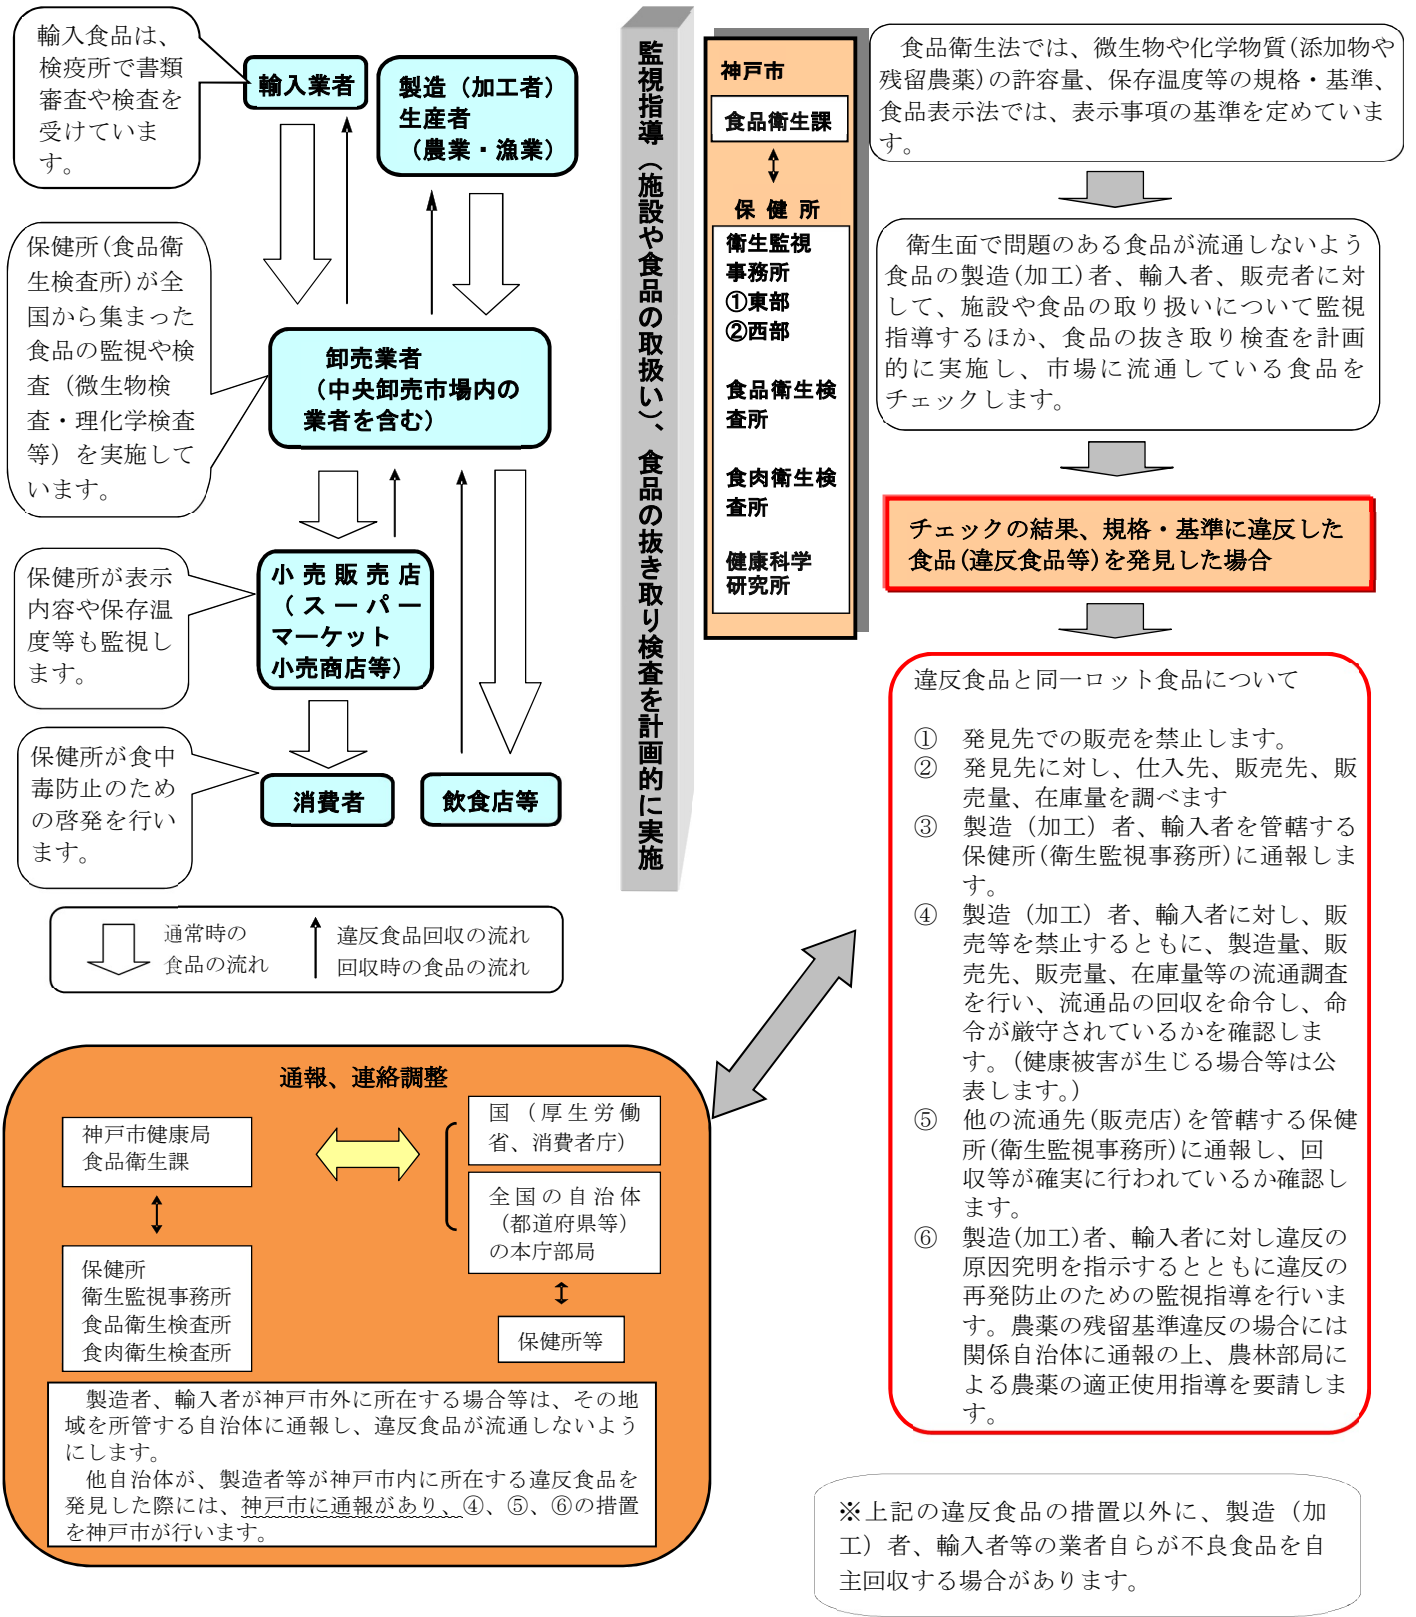 輸入食品は、
検疫所で書類
審査や検査を
受けていま
す。
輸入業者
製造（加工者）
生産者
（農業・漁業）
保健所(食品衛
生検査所)が全
国から集まった
食品の監視や検
査（微生物検
査・理化学検査
等）を実施して
います。
卸売業者
（中央卸売市場内の
業者を含む）
保健所が表示
内容や保存温
度等も監視し
ます。
小売販売店
（スーパー
マーケット
小売商店等）
保健所が食中
毒防止のため
の啓発を行い
ます。
消費者
飲食店等
通常時の
食品の流れ
違反食品回収の流れ
回収時の食品の流れ
監視指導（施設や食品の取扱い）、食品の抜き取り検査を計画的に実施
神戸市
食品衛生課
保健所
衛生監視
事務所
①東部
②西部
食品衛生検
査所
食肉衛生検
査所
健康科学
研究所
食品衛生法では、微生物や化学物質(添加物や
残留農薬)の許容量、保存温度等の規格・基準、
食品表示法では、表示事項の基準を定めていま
す。
衛生面で問題のある食品が流通しないよう
食品の製造(加工)者、輸入者、販売者に対
して、施設や食品の取り扱いについて監視
指導するほか、食品の抜き取り検査を計画
的に実施し、市場に流通している食品を
チェックします。
チェックの結果、規格・基準に違反した
食品(違反食品等)を発見した場合
違反食品と同一ロット食品について
① 発見先での販売を禁止します。
② 発見先に対し、仕入先、販売先、販
売量、在庫量を調べます
③ 製造（加工）者、輸入者を管轄する
保健所(衛生監視事務所)に通報しま
す。
④ 製造（加工）者、輸入者に対し、販
売等を禁止するともに、製造量、販
売先、販売量、在庫量等の流通調査
を行い、流通品の回収を命令し、命
令が厳守されているかを確認しま
す。(健康被害が生じる場合等は公
表します。)
⑤ 他の流通先(販売店)を管轄する保健
所(衛生監視事務所)に通報し、回
収等が確実に行われているか確認し
ます。
⑥ 製造(加工)者、輸入者に対し違反の
原因究明を指示するとともに違反の
再発防止のための監視指導を行いま
す。農薬の残留基準違反の場合には
関係自治体に通報の上、農林部局に
よる農薬の適正使用指導を要請しま
す。
通報、連絡調整
神戸市健康局
食品衛生課
保健所
衛生監視事務所
食品衛生検査所
食肉衛生検査所
国（厚生労働
省、消費者庁）
全国の自治体
（都道府県等）
の本庁部局
保健所等
製造者、輸入者が神戸市外に所在する場合等は、その地
域を所管する自治体に通報し、違反食品が流通しないよう
にします。
他自治体が、製造者等が神戸市内に所在する違反食品を
発見した際には、神戸市に通報があり、④、⑤、⑥の措置
を神戸市が行います。
※上記の違反食品の措置以外に、製造（加
工）者、輸入者等の業者自らが不良食品を自
主回収する場合があります。